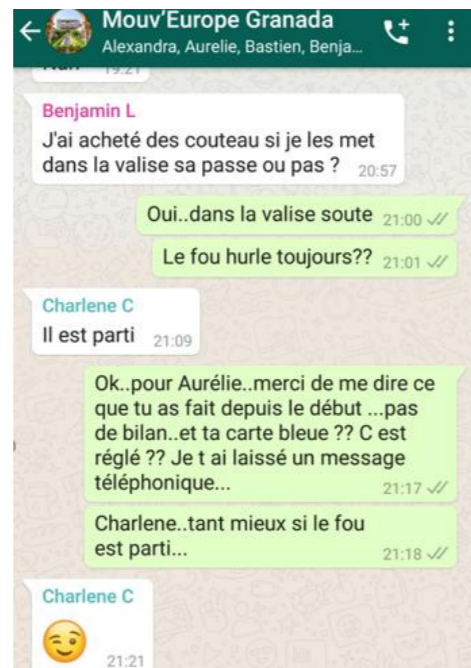 Mouv'Europe Granada
Alexandra, Aurelie, Bastien, Benja...
19:21
Benjamin L
J'ai acheté des couteau si je les met
dans la valise sa passe ou pas ? 20:57
Oui..dans la valise soute 21:00
Le fou hurle toujours?? 21:01
Charlene C
Il est parti 21:09
Ok..pour Aurélie..merci de me dire ce
que tu as fait depuis le début ...pas
de bilan..et ta carte bleue ?? C est
réglé ?? Je t ai laissé un message
téléphonique... 21:17
Charlene..tant mieux si le fou
est parti... 21:18
Charlene C
21:21